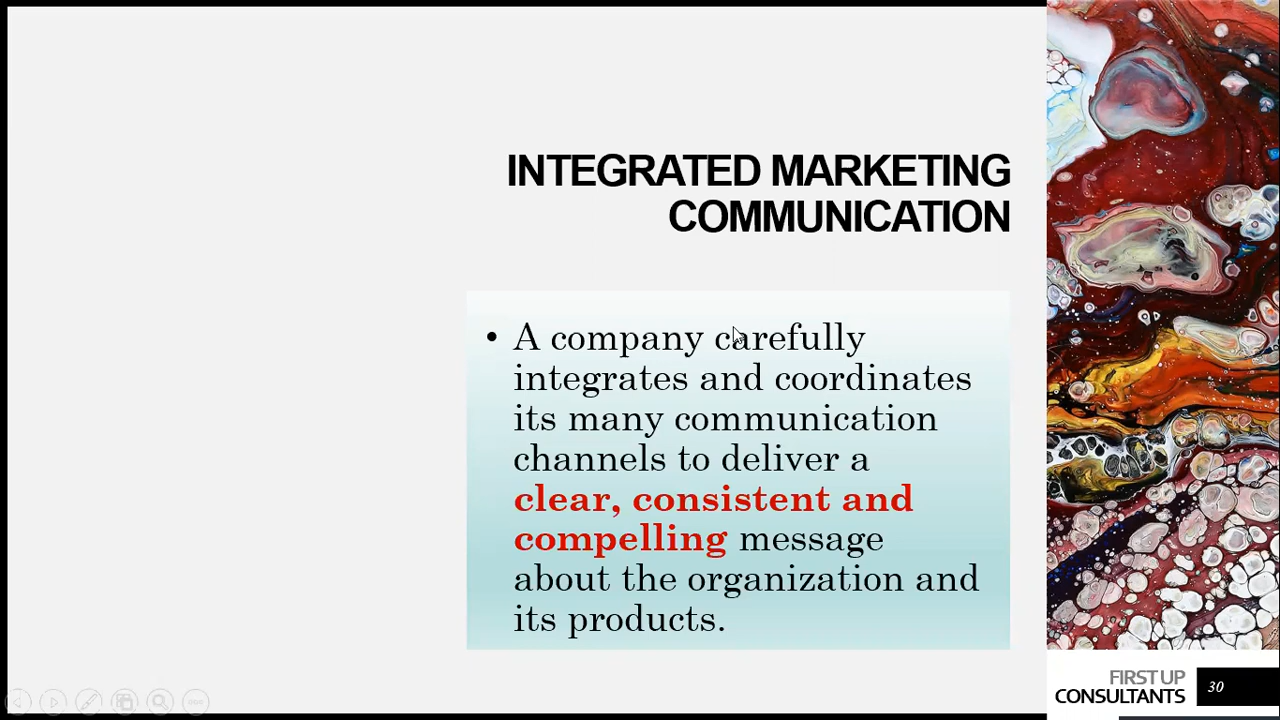 INTEGRATED MARKETING
COMMUNICATION
• A company carefully
integrates and coordinates
its many communication
channels to deliver a
clear, consistent and
compelling message
about the organization and
its products.
FIRST UP
CONSULTANTS
30